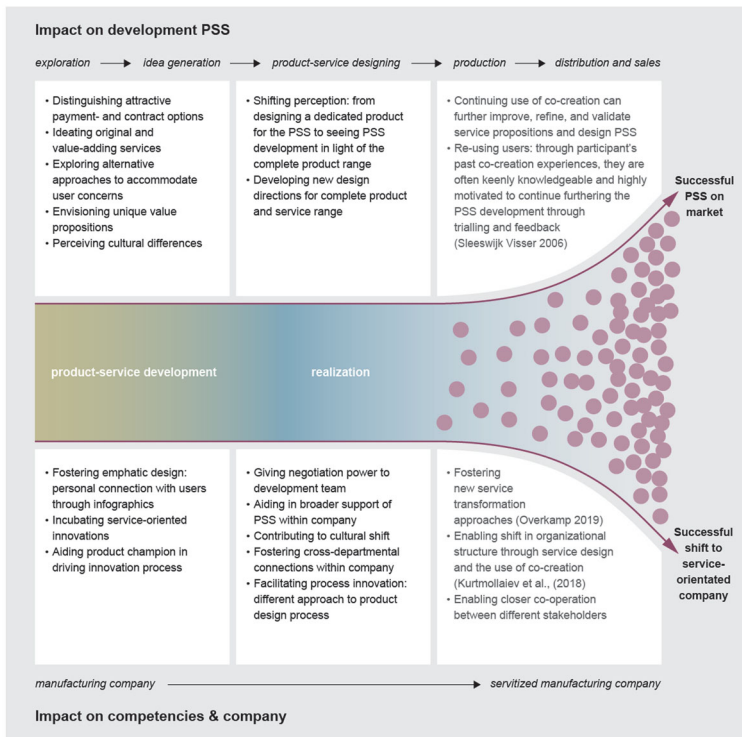 Impact on development PSS
exploration → idea generation → product-service designing → production → distribution and sales
• Distinguishing attractive
payment- and contract options
• Ideating original and
value-adding services
• Exploring alternative
approaches to accommodate
user concerns
• Envisioning unique value
propositions
• Perceiving cultural differences
• Shifting perception: from
designing a dedicated product
for the PSS to seeing PSS
development in light of the
complete product range
• Developing new design
directions for complete product
and service range
• Continuing use of co-creation can
further improve, refine, and validate
service propositions and design PSS
• Re-using users: through participant's
past co-creation experiences, they are
often keenly knowledgeable and highly
motivated to continue furthering the
PSS development through
trialling and feedback
(Sleeswijk Visser 2006)
Successful
PSS on
market
product-service development
realization
• Fostering emphatic design:
personal connection with users
through infographics
• Incubating service-oriented
innovations
• Aiding product champion in
driving innovation process
• Giving negotiation power to
development team
• Aiding in broader support of
PSS within company
• Contributing to cultural shift
• Fostering cross-departmental
connections within company
• Facilitating process innovation:
different approach to product
design process
• Fostering
new service
transformation
approaches (Overkamp 2019)
• Enabling shift in organizational
structure through service design
and the use of co-creation
(Kurtmollaiev et al., (2018)
• Enabling closer co-operation
between different stakeholders
Successful
shift to
service-
orientated
company
manufacturing company → servitized manufacturing company
Impact on competencies & company